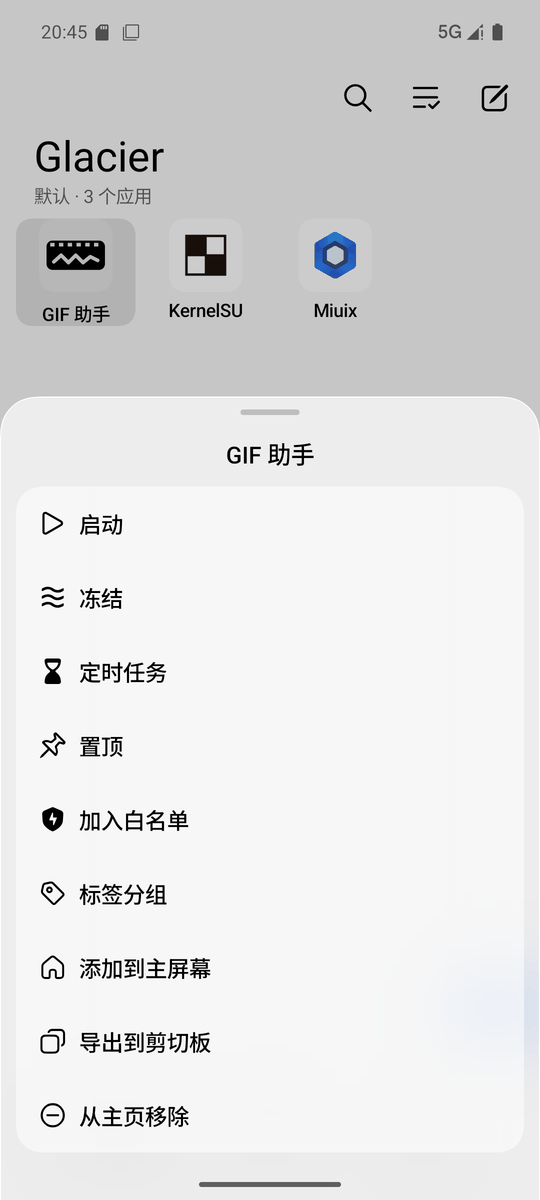 20:45
5G
Glacier
默认 · 3 个应用
GIF 助手
KernelSU
Miuix
GIF 助手
启动
冻结
定时任务
置顶
加入白名单
标签分组
添加到主屏幕
导出到剪切板
从主页移除